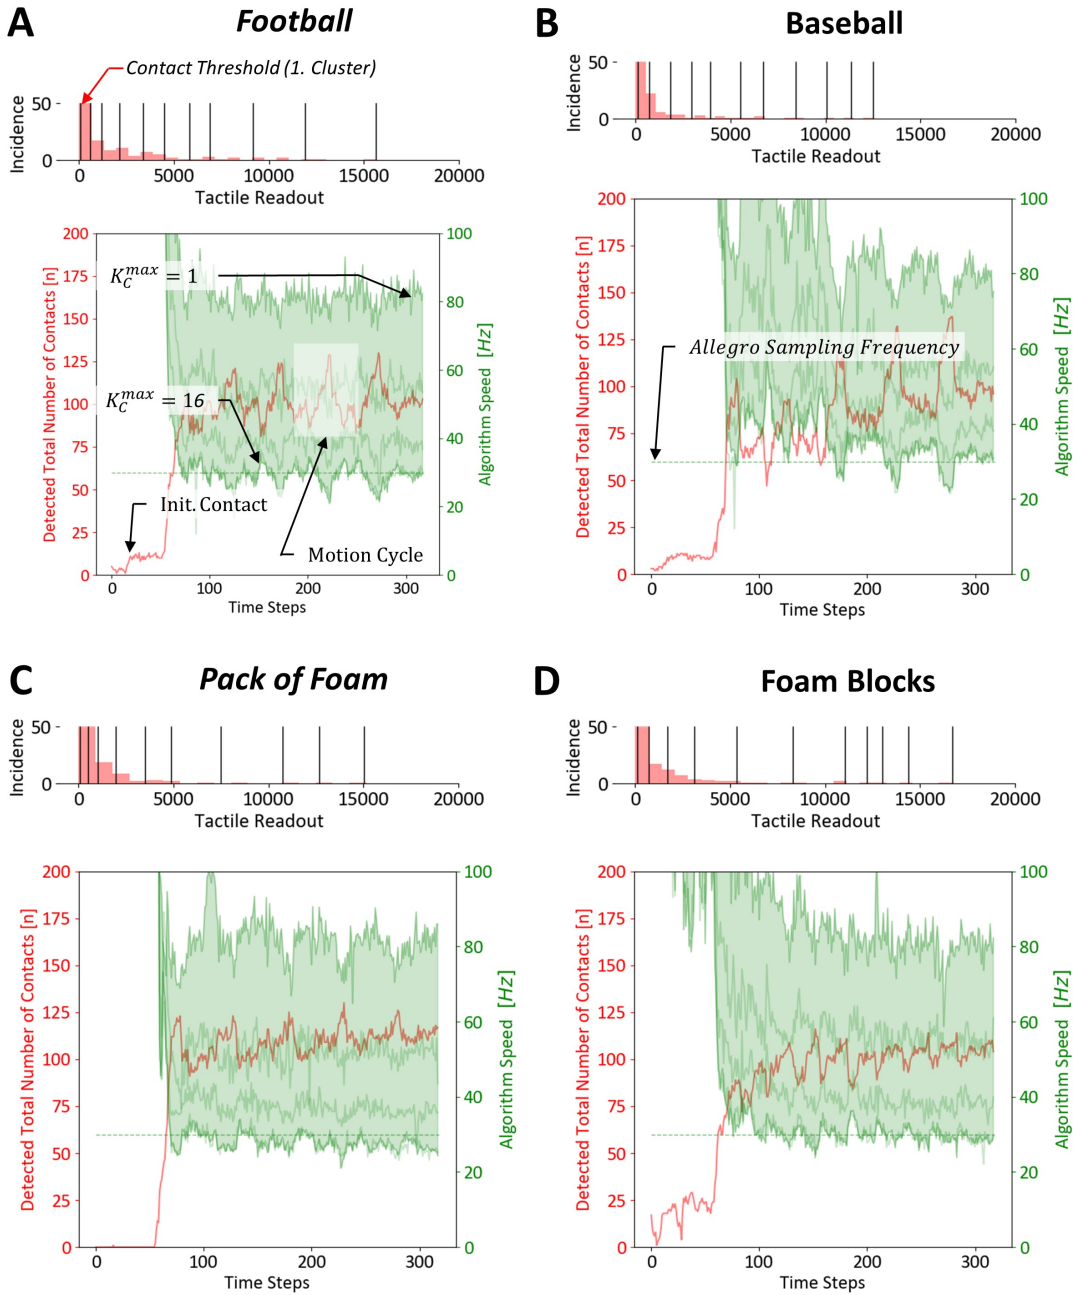 A
Football
Contact Threshold (1. Cluster)
Incidence
50
0
0 5000 10000 15000 20000
Tactile Readout
Detected Total Number of Contacts [n]
200
175
150
125
100
75
50
25
0
K_C^max = 1
K_C^max = 16
Init. Contact
Motion Cycle
100
80
60
40
20
0
Algorithm Speed [Hz]
0 100 200 300
Time Steps
B
Baseball
Incidence
50
0
0 5000 10000 15000 20000
Tactile Readout
Detected Total Number of Contacts [n]
200
175
150
125
100
75
50
25
0
Allegro Sampling Frequency
100
80
60
40
20
0
Algorithm Speed [Hz]
0 100 200 300
Time Steps
C
Pack of Foam
Incidence
50
0
0 5000 10000 15000 20000
Tactile Readout
Detected Total Number of Contacts [n]
200
175
150
125
100
75
50
25
0
100
80
60
40
20
0
Algorithm Speed [Hz]
0 100 200 300
Time Steps
D
Foam Blocks
Incidence
50
0
0 5000 10000 15000 20000
Tactile Readout
Detected Total Number of Contacts [n]
200
175
150
125
100
75
50
25
0
100
80
60
40
20
0
Algorithm Speed [Hz]
0 100 200 300
Time Steps